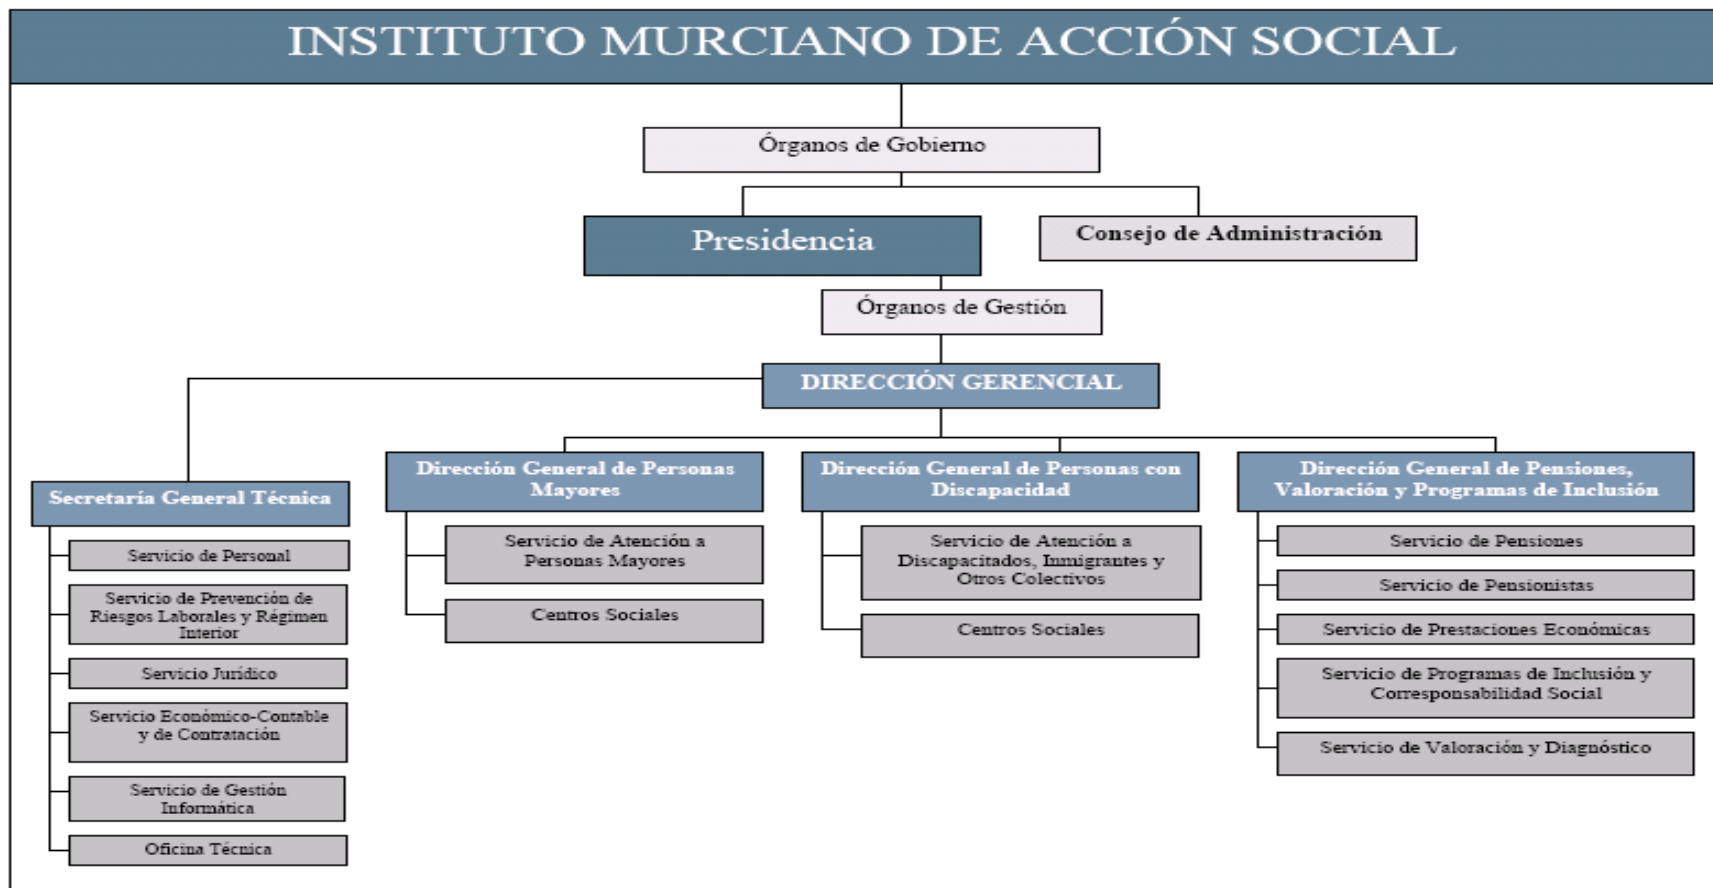 INSTITUTO MURCIANO DE ACCIÓN SOCIAL
Órganos de Gobierno
Presidencia
Consejo de Administración
Órganos de Gestión
DIRECCIÓN GERENCIAL
Secretaría General Técnica
Servicio de Personal
Servicio de Prevención de
Riesgos Laborales y Régimen
Interior
Servicio Jurídico
Servicio Económico-Contable
y de Contratación
Servicio de Gestión
Informática
Oficina Técnica
Dirección General de Personas
Mayores
Servicio de Atención a
Personas Mayores
Centros Sociales
Dirección General de Personas con
Discapacidad
Servicio de Atención a
Discapacitados, Inmigrantes y
Otros Colectivos
Centros Sociales
Dirección General de Pensiones,
Valoración y Programas de Inclusión
Servicio de Pensiones
Servicio de Pensionistas
Servicio de Prestaciones Económicas
Servicio de Programas de Inclusión y
Corresponsabilidad Social
Servicio de Valoración y Diagnóstico